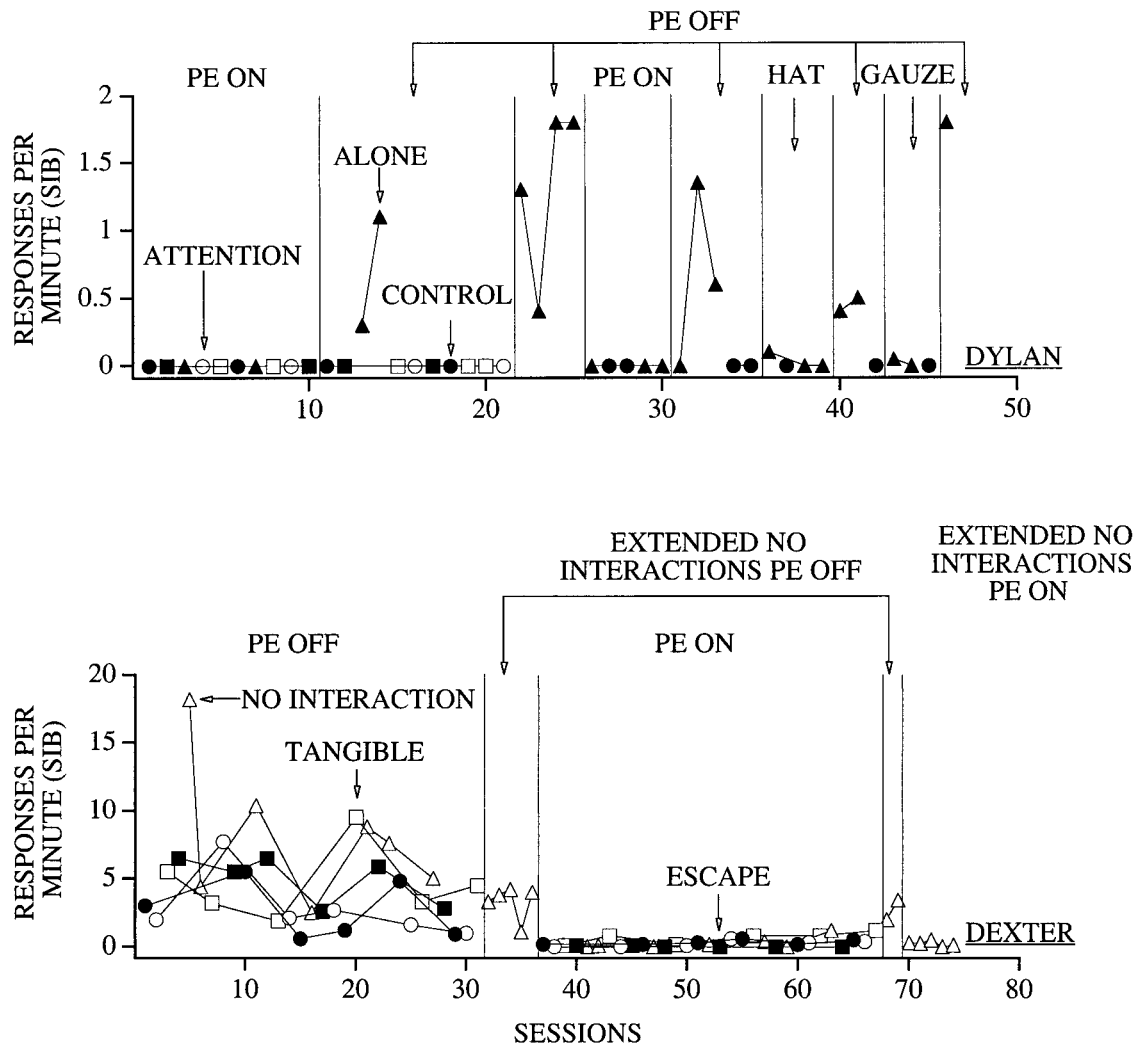 PE OFF
PE ON
PE ON
HAT
GAUZE
RESPONSES PER
MINUTE (SIB)
2
1.5
1
0.5
0
ALONE
ATTENTION
CONTROL
DYLAN
10
20
30
40
50
EXTENDED NO
INTERACTIONS PE OFF
EXTENDED NO
INTERACTIONS
PE ON
PE OFF
PE ON
RESPONSES PER
MINUTE (SIB)
20
15
10
5
0
NO INTERACTION
TANGIBLE
ESCAPE
DEXTER
10
20
30
40
50
60
70
80
SESSIONS